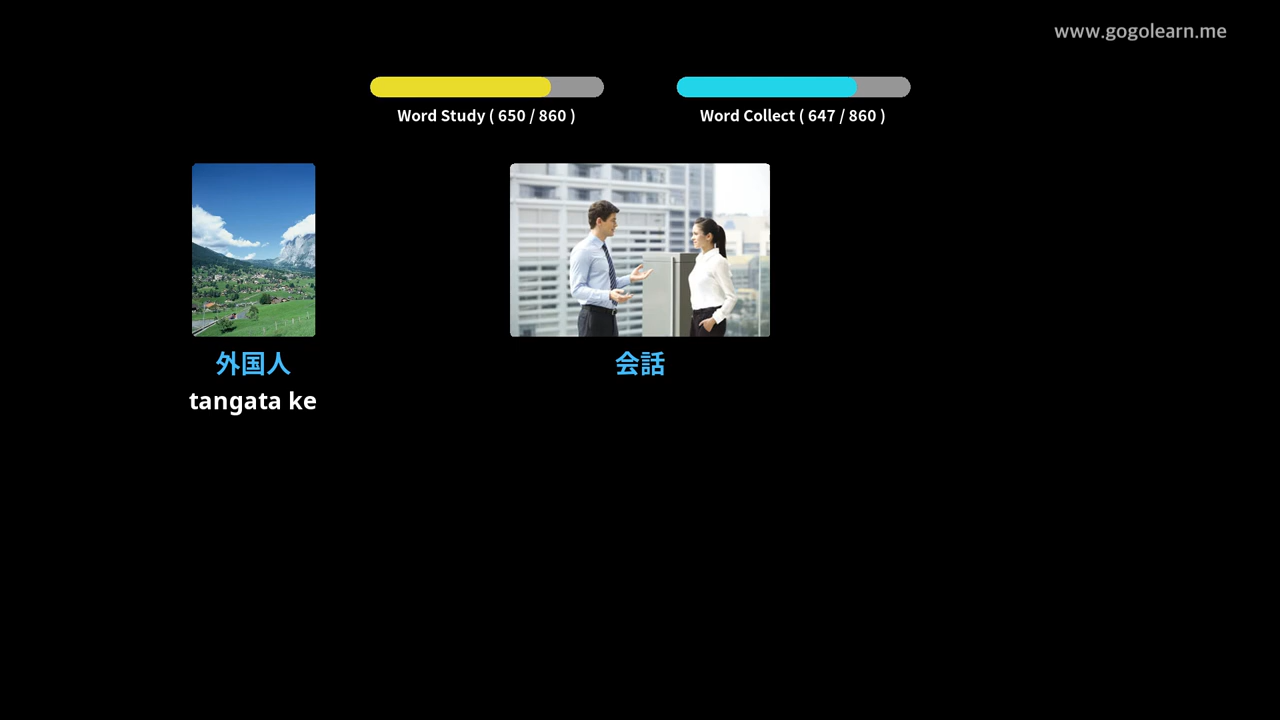 www.gogolearn.me
Word Study ( 650 / 860 )
Word Collect ( 647 / 860 )
外国人
tangata ke
会話